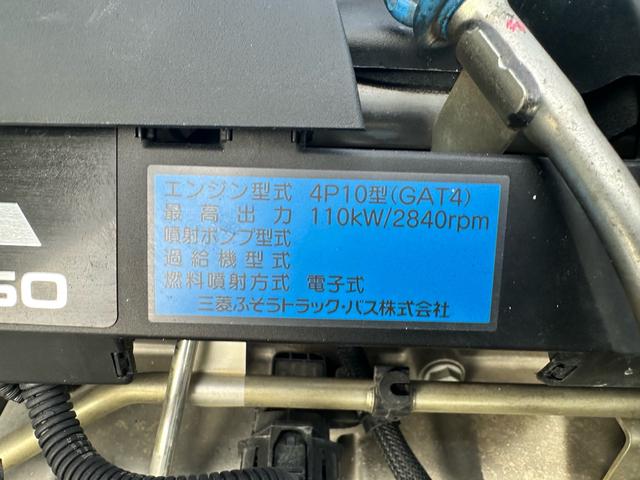 エンジン型式 4P10型(GAT4)
最高出力 110kW/2840rpm
噴射ポンプ型式
過給機型式
燃料噴射方式 電子式
三菱ふそうトラック・バス株式会社
50